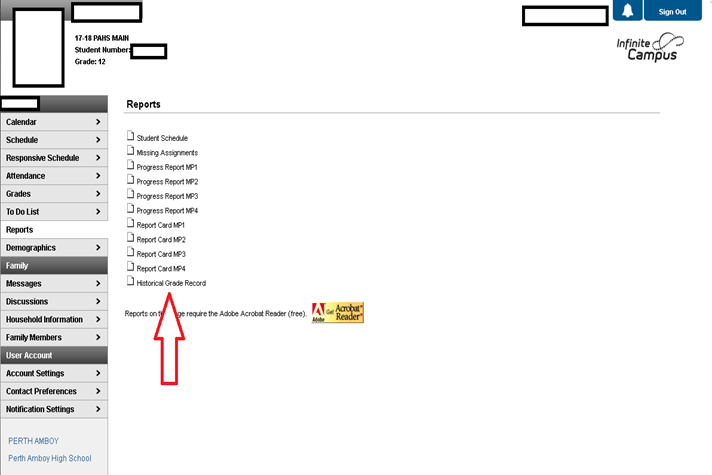 Sign Out
17-18 PAHS MAIN
Student Number:
Grade: 12
Infinite
Campus
Calendar >
Schedule >
Responsive Schedule >
Attendance >
Grades >
To Do List >
Reports
Demographics >
Family
Messages >
Discussions >
Household Information >
Family Members >
User Account
Account Settings >
Contact Preferences >
Notification Settings >
PERTH AMBOY
Perth Amboy High School
Reports
Student Schedule
Missing Assignments
Progress Report MP1
Progress Report MP2
Progress Report MP3
Progress Report MP4
Report Card MP1
Report Card MP2
Report Card MP3
Report Card MP4
Historical Grade Record
Reports on ge require the Adobe Acrobat Reader (free).
Adobe
Get Acrobat
Reader